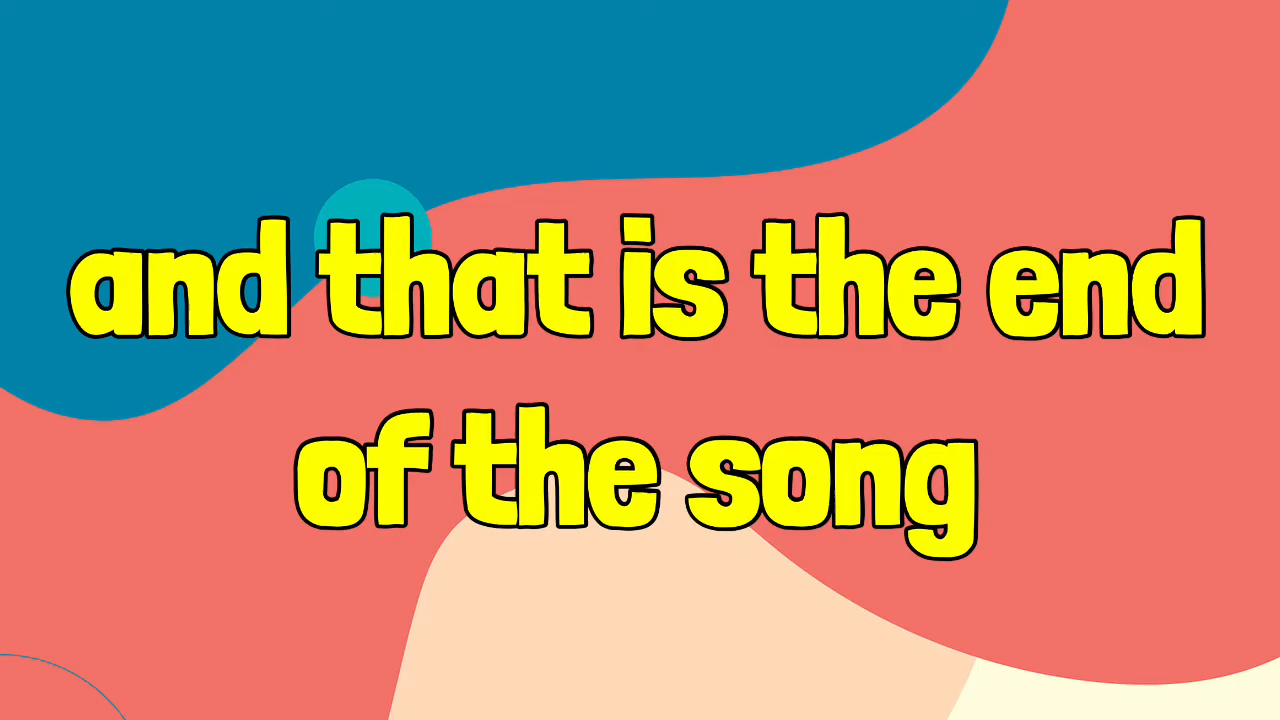 and that is the end
of the song